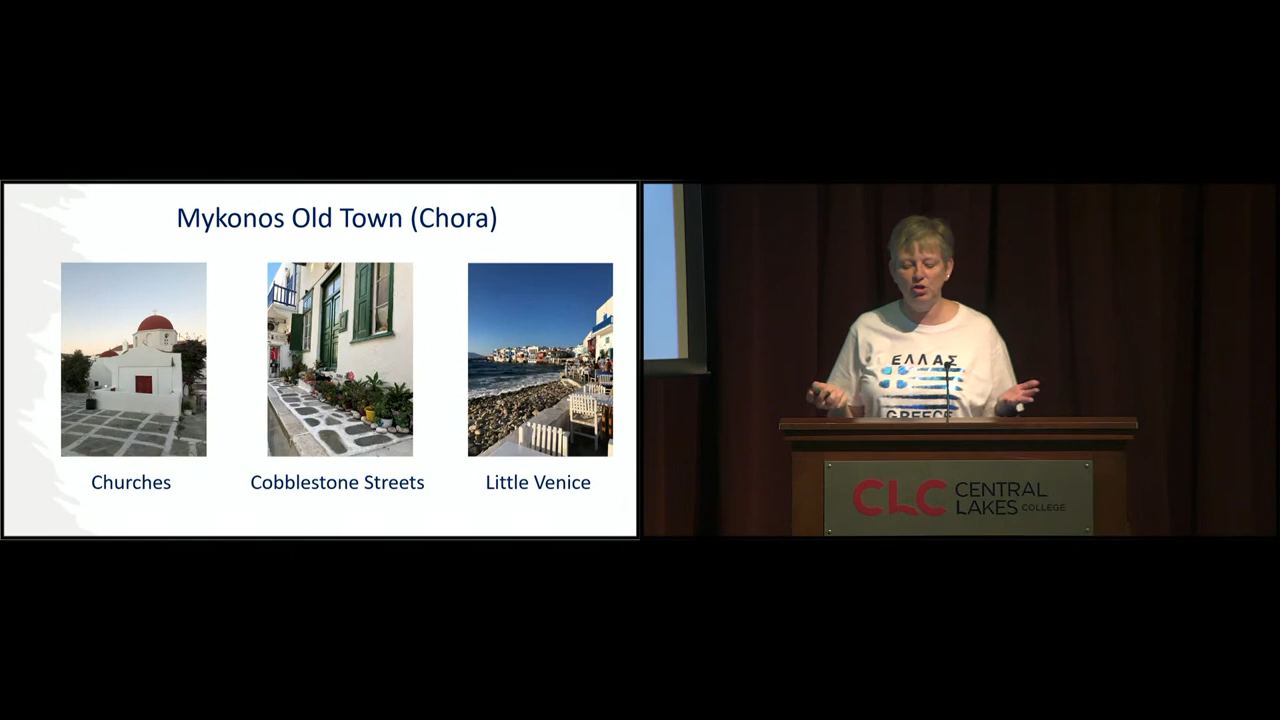 Mykonos Old Town (Chora)
Churches
Cobblestone Streets
Little Venice
ΕΛΛΑΣ
GREECE
CLC CENTRAL
LAKES COLLEGE